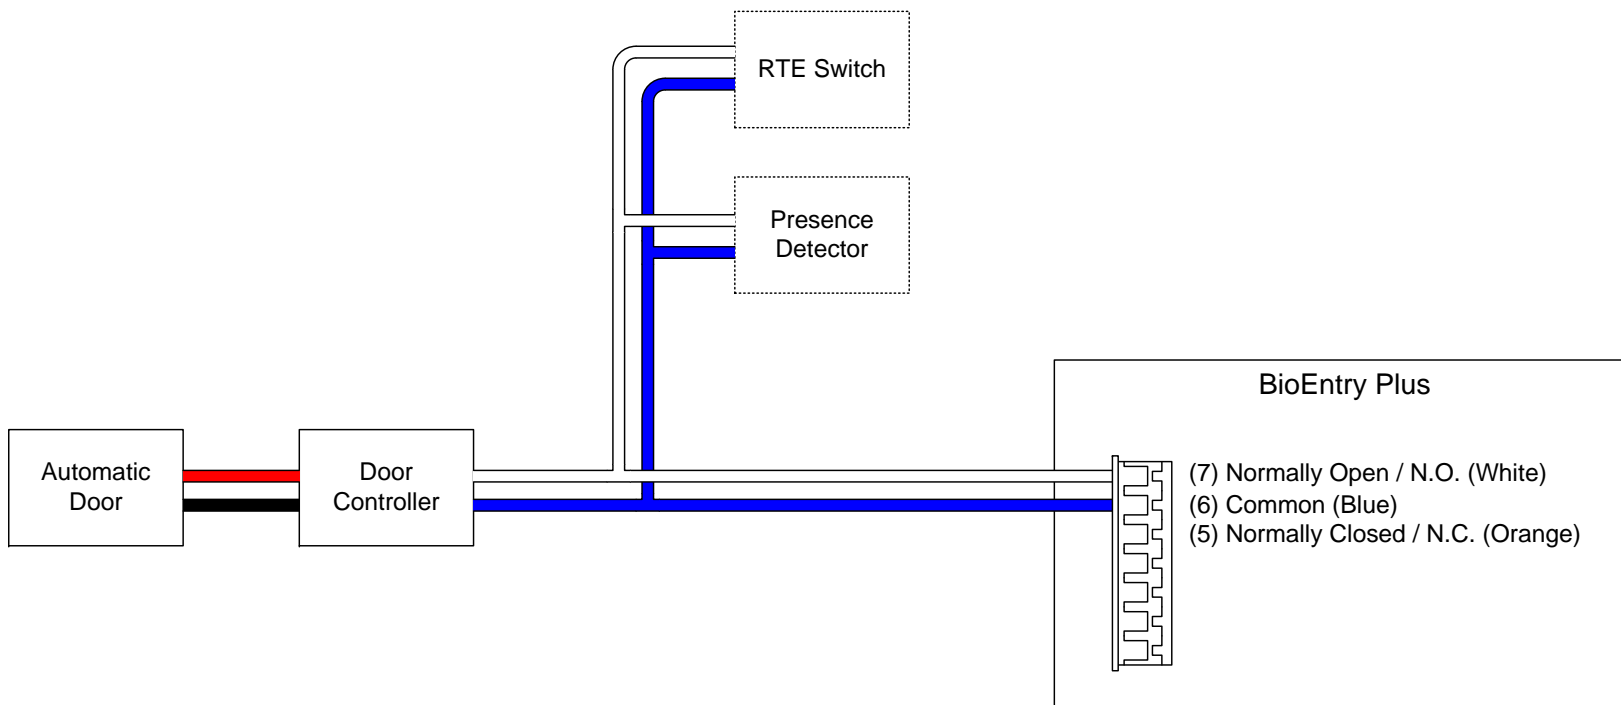 RTE Switch
Presence
Detector
BioEntry Plus
Automatic
Door
Door
Controller
(7) Normally Open / N.O. (White)
(6) Common (Blue)
(5) Normally Closed / N.C. (Orange)